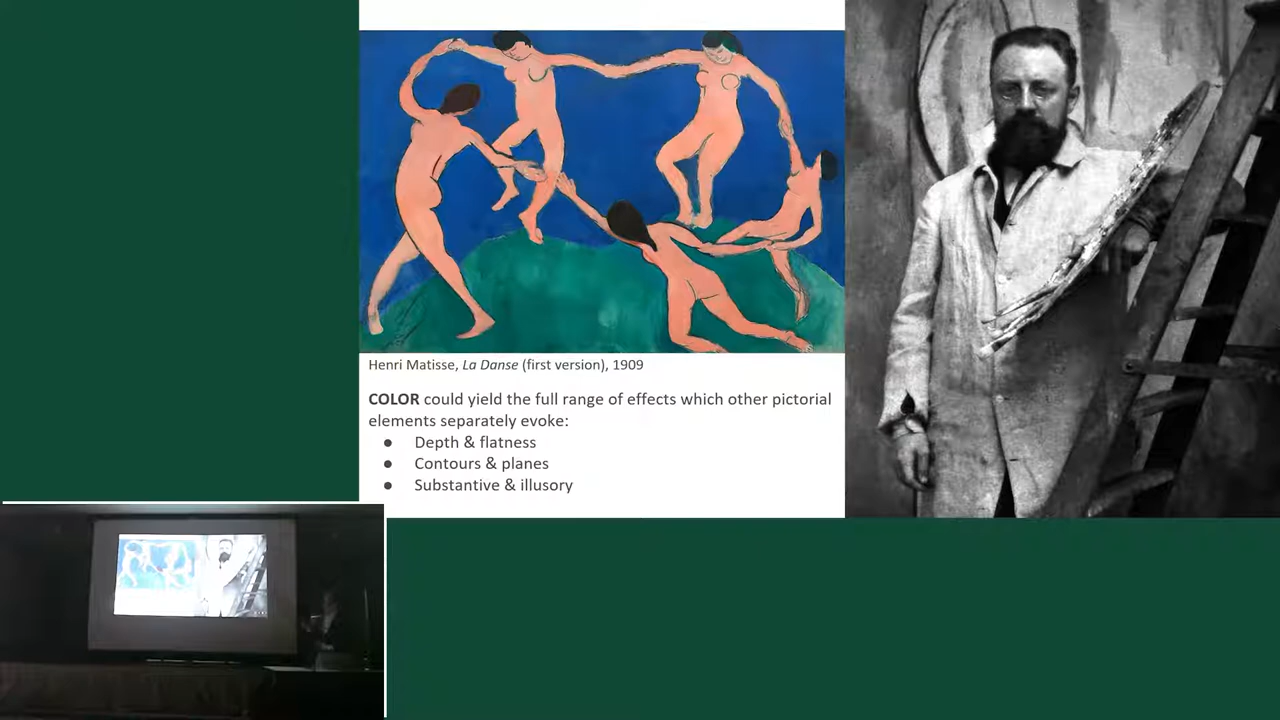 Henri Matisse, La Danse (first version), 1909
COLOR could yield the full range of effects which other pictorial
elements separately evoke:
● Depth & flatness
● Contours & planes
● Substantive & illusory